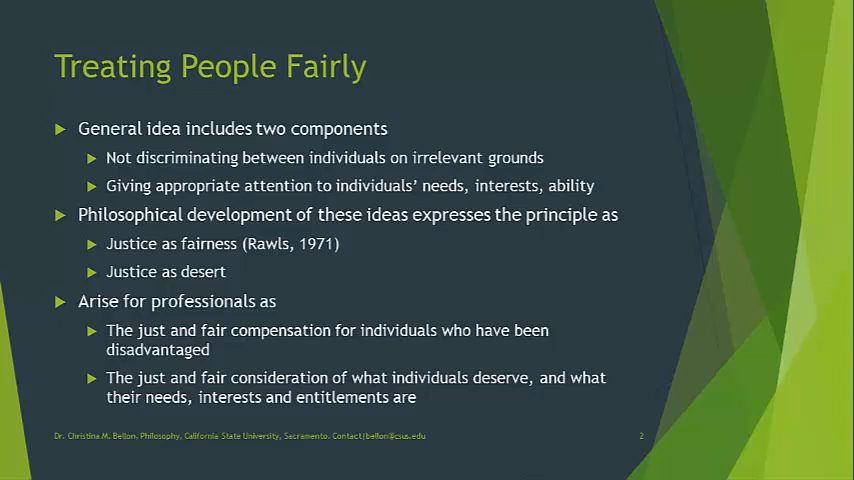 Treating People Fairly
General idea includes two components
Not discriminating between individuals on irrelevant grounds
Giving appropriate attention to individuals’ needs, interests, ability
Philosophical development of these ideas expresses the principle as
Justice as fairness (Rawls, 1971)
Justice as desert
Arise for professionals as
The just and fair compensation for individuals who have been
disadvantaged
The just and fair consideration of what individuals deserve, and what
their needs, interests and entitlements are
Dr. Christina M. Bellon, Philosophy, California State University, Sacramento. Contact|bellon@csus.edu
2